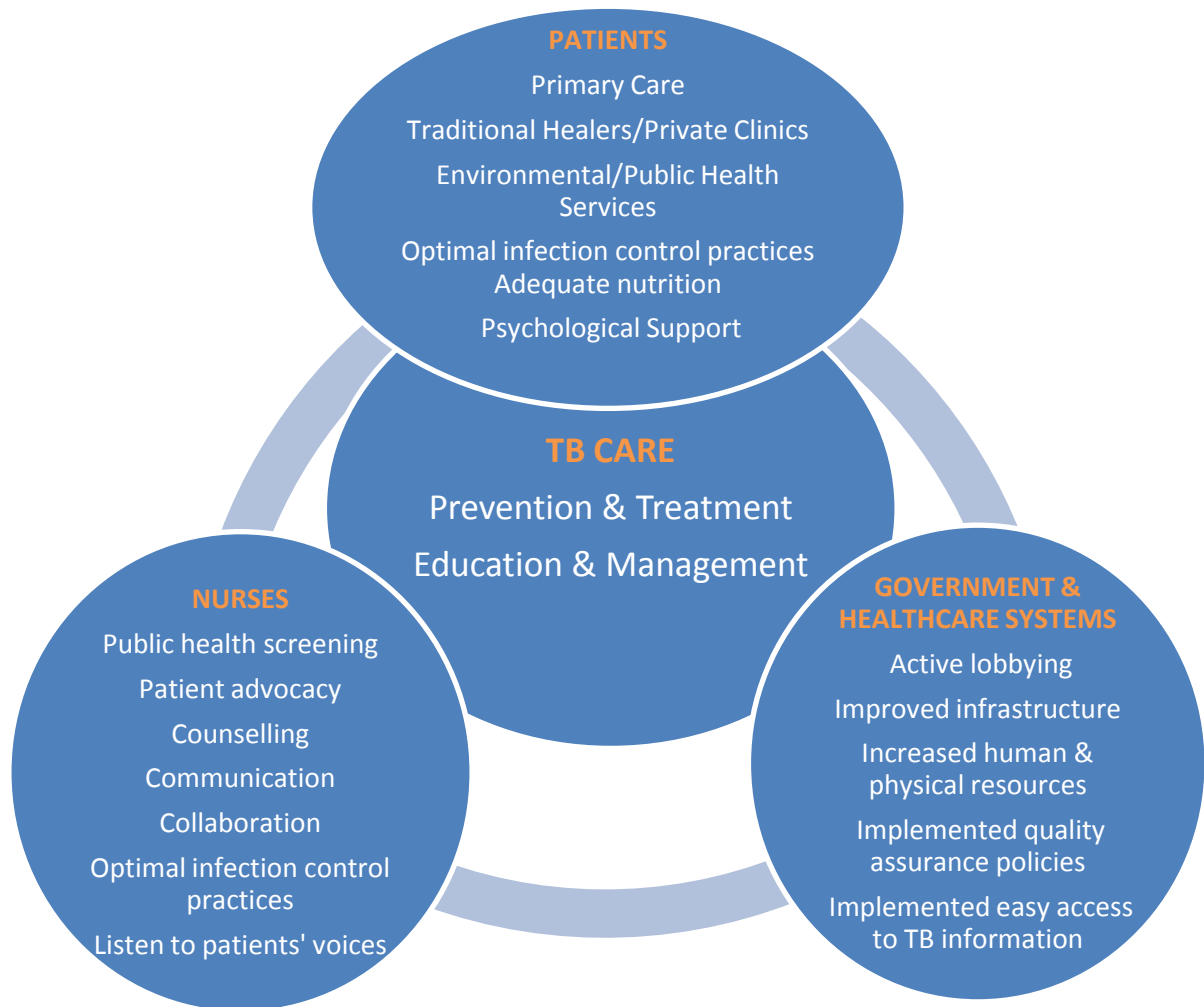 PATIENTS
Primary Care
Traditional Healers/Private Clinics
Environmental/Public Health
Services
Optimal infection control practices
Adequate nutrition
Psychological Support
TB CARE
Prevention & Treatment
Education & Management
NURSES
Public health screening
Patient advocacy
Counselling
Communication
Collaboration
Optimal infection control
practices
Listen to patients' voices
GOVERNMENT &
HEALTHCARE SYSTEMS
Active lobbying
Improved infrastructure
Increased human &
physical resources
Implemented quality
assurance policies
Implemented easy access
to TB information